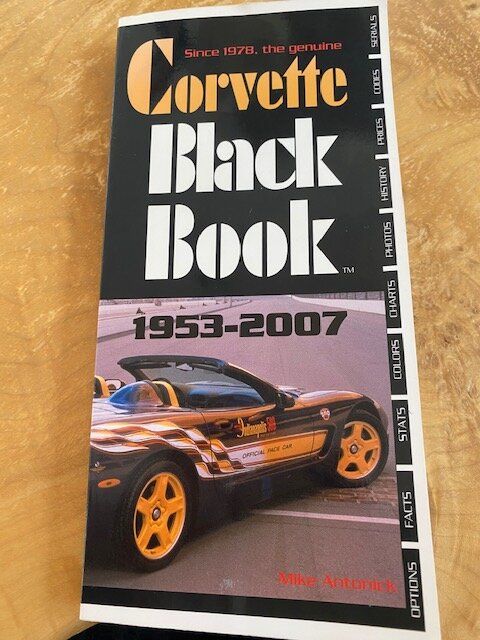 Since 1978, the genuine
Corvette
Black
Book™
1953-2007
Indianapolis 500
OFFICIAL PACE CAR
Mike Antonick
SERIALS
CODES
PRICES
HISTORY
PHOTOS
CHARTS
COLORS
STATS
FACTS
OPTIONS